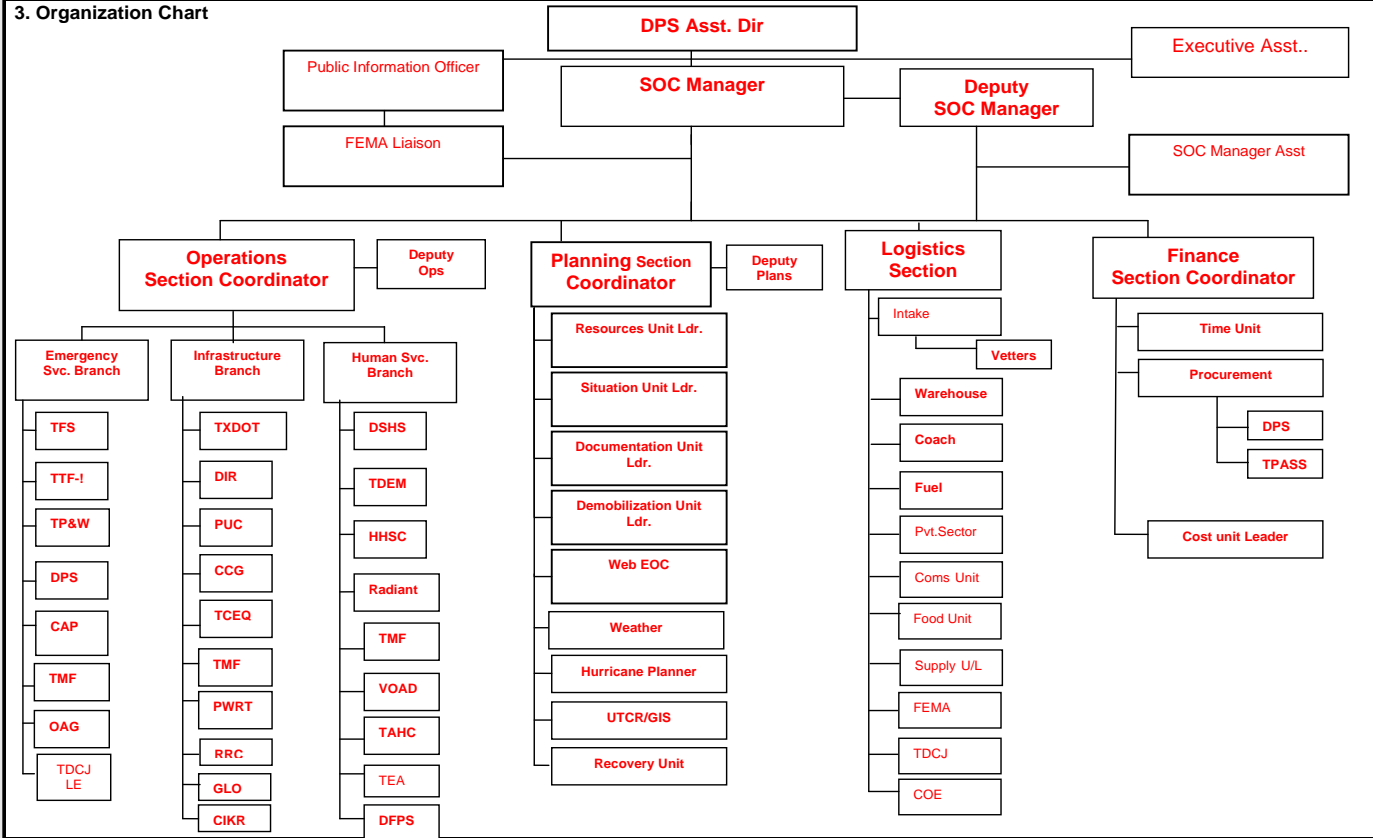 3. Organization Chart
DPS Asst. Dir
Executive Asst..
Public Information Officer
SOC Manager
Deputy
SOC Manager
FEMA Liaison
SOC Manager Asst
Operations
Section Coordinator
Deputy
Ops
Planning Section
Coordinator
Deputy
Plans
Logistics
Section
Finance
Section Coordinator
Emergency
Svc. Branch
TFS
TTF-!
TP&W
DPS
CAP
TMF
OAG
TDCJ
LE
Infrastructure
Branch
TXDOT
DIR
PUC
CCG
TCEQ
TMF
PWRT
RRC
GLO
CIKR
Human Svc.
Branch
DSHS
TDEM
HHSC
Radiant
TMF
VOAD
TAHC
TEA
DFPS
Resources Unit Ldr.
Situation Unit Ldr.
Documentation Unit
Ldr.
Demobilization Unit
Ldr.
Web EOC
Weather
Hurricane Planner
UTCR/GIS
Recovery Unit
Intake
Vetters
Warehouse
Coach
Fuel
Pvt.Sector
Coms Unit
Food Unit
Supply U/L
FEMA
TDCJ
COE
Time Unit
Procurement
DPS
TPASS
Cost unit Leader